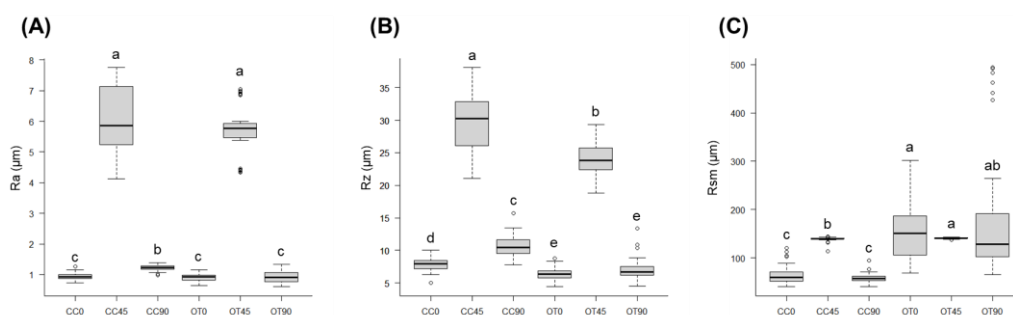 (A)
Ra (µm)
8
7
6
5
4
3
2
1
c
a
b
c
a
c
CC0 CC45 CC90 OT0 OT45 OT90
(B)
Rz (µm)
35
30
25
20
15
10
5
d
a
c
e
b
e
CC0 CC45 CC90 OT0 OT45 OT90
(C)
Rsm (µm)
500
400
300
200
100
c
b
c
a
a
ab
CC0 CC45 CC90 OT0 OT45 OT90